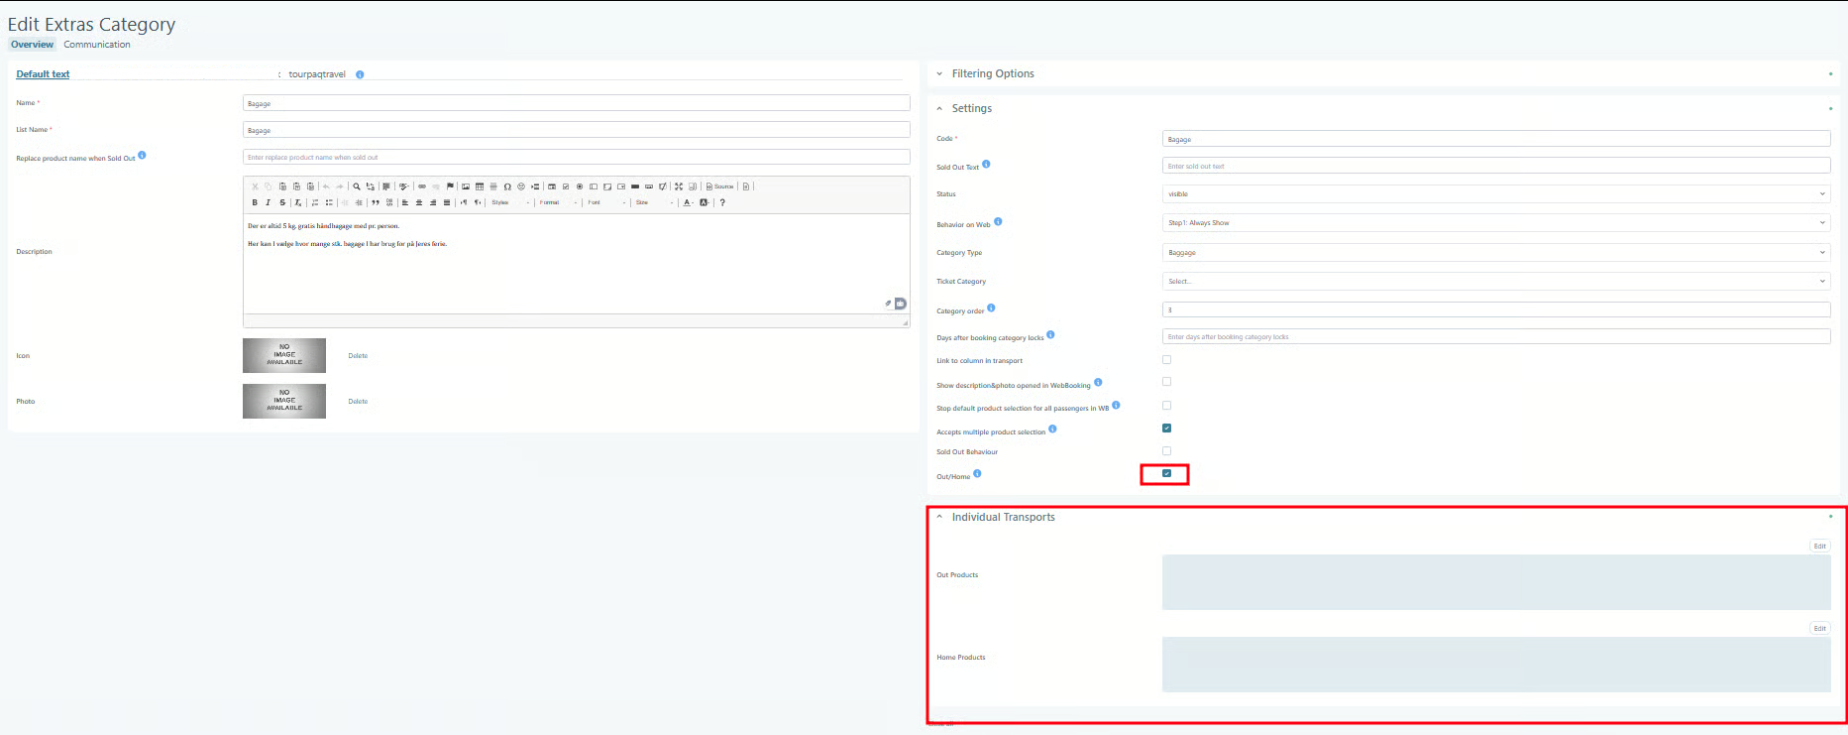 Edit Extras Category
Overview Communication
Default text : tourpaqtravel
Name * Bagage
List Name * Bagage
Replace product name when Sold Out Enter replace product name when sold out
Source
Styles Format Font Size
Description
Der er altid 5 kg. gratis håndbagage med pr. person.
Her kan I vælge hvor mange stk. bagage I har brug for på Jeres ferie.
Icon NO IMAGE AVAILABLE Delete
Photo NO IMAGE AVAILABLE Delete
Filtering Options
Settings
Code * Bagage
Sold Out Text Enter sold out text
Status visible
Behavior on Web Step1: Always Show
Category Type Baggage
Ticket Category Select...
Category order
Days after booking category locks Enter days after booking category locks
Link to column in transport
Show description&photo opened in WebBooking
Stop default product selection for all passengers in WB
Accepts multiple product selection
Sold Out Behaviour
Out/Home
Individual Transports
Edit
Out Products
Edit
Home Products